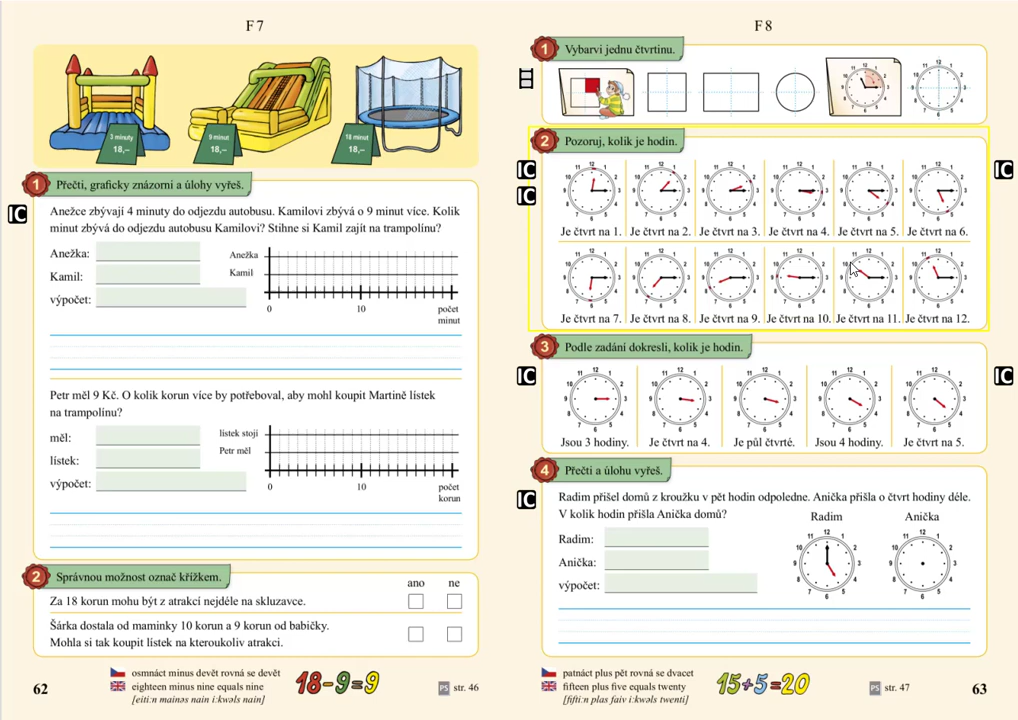 F 7
3 minuty
18,–
9 minut
18,–
18 minut
18,–
1 Přečti, graficky znázorni a úlohy vyřeš.
IC
Anežce zbývají 4 minuty do odjezdu autobusu. Kamilovi zbývá o 9 minut více. Kolik
minut zbývá do odjezdu autobusu Kamilovi? Stihne si Kamil zajít na trampolínu?
Anežka:
Kamil:
výpočet:
Anežka
Kamil
0 10 počet
minut
Petr měl 9 Kč. O kolik korun více by potřeboval, aby mohl koupit Martině lístek
na trampolínu?
měl:
lístek:
výpočet:
lístek stojí
Petr měl
0 10 počet
korun
2 Správnou možnost označ křížkem.
ano ne
Za 18 korun mohu být z atrakcí nejdéle na skluzavce.
Šárka dostala od maminky 10 korun a 9 korun od babičky.
Mohla si tak koupit lístek na kteroukoliv atrakci.
62
osmnáct minus devět rovná se devět
eighteen minus nine equals nine
[eiti:n mainəs nain i:kwəls nain]
18-9=9
PS str. 46
F 8
1 Vybarvi jednu čtvrtinu.
2 Pozoruj, kolik je hodin.
IC
IC
IC
12 1 2 3 4 5 6 7 8 9 10 11
Je čtvrt na 1. Je čtvrt na 2. Je čtvrt na 3. Je čtvrt na 4. Je čtvrt na 5. Je čtvrt na 6.
Je čtvrt na 7. Je čtvrt na 8. Je čtvrt na 9. Je čtvrt na 10. Je čtvrt na 11. Je čtvrt na 12.
3 Podle zadání dokresli, kolik je hodin.
IC
IC
Jsou 3 hodiny. Je čtvrt na 4. Je půl čtvrté. Jsou 4 hodiny. Je čtvrt na 5.
4 Přečti a úlohu vyřeš.
IC
Radim přišel domů z kroužku v pět hodin odpoledne. Anička přišla o čtvrt hodiny déle.
V kolik hodin přišla Anička domů?
Radim Anička
Radim:
Anička:
výpočet:
patnáct plus pět rovná se dvacet
fifteen plus five equals twenty
[fifti:n plas faiv i:kwəls twenti]
15+5=20
PS str. 47
63